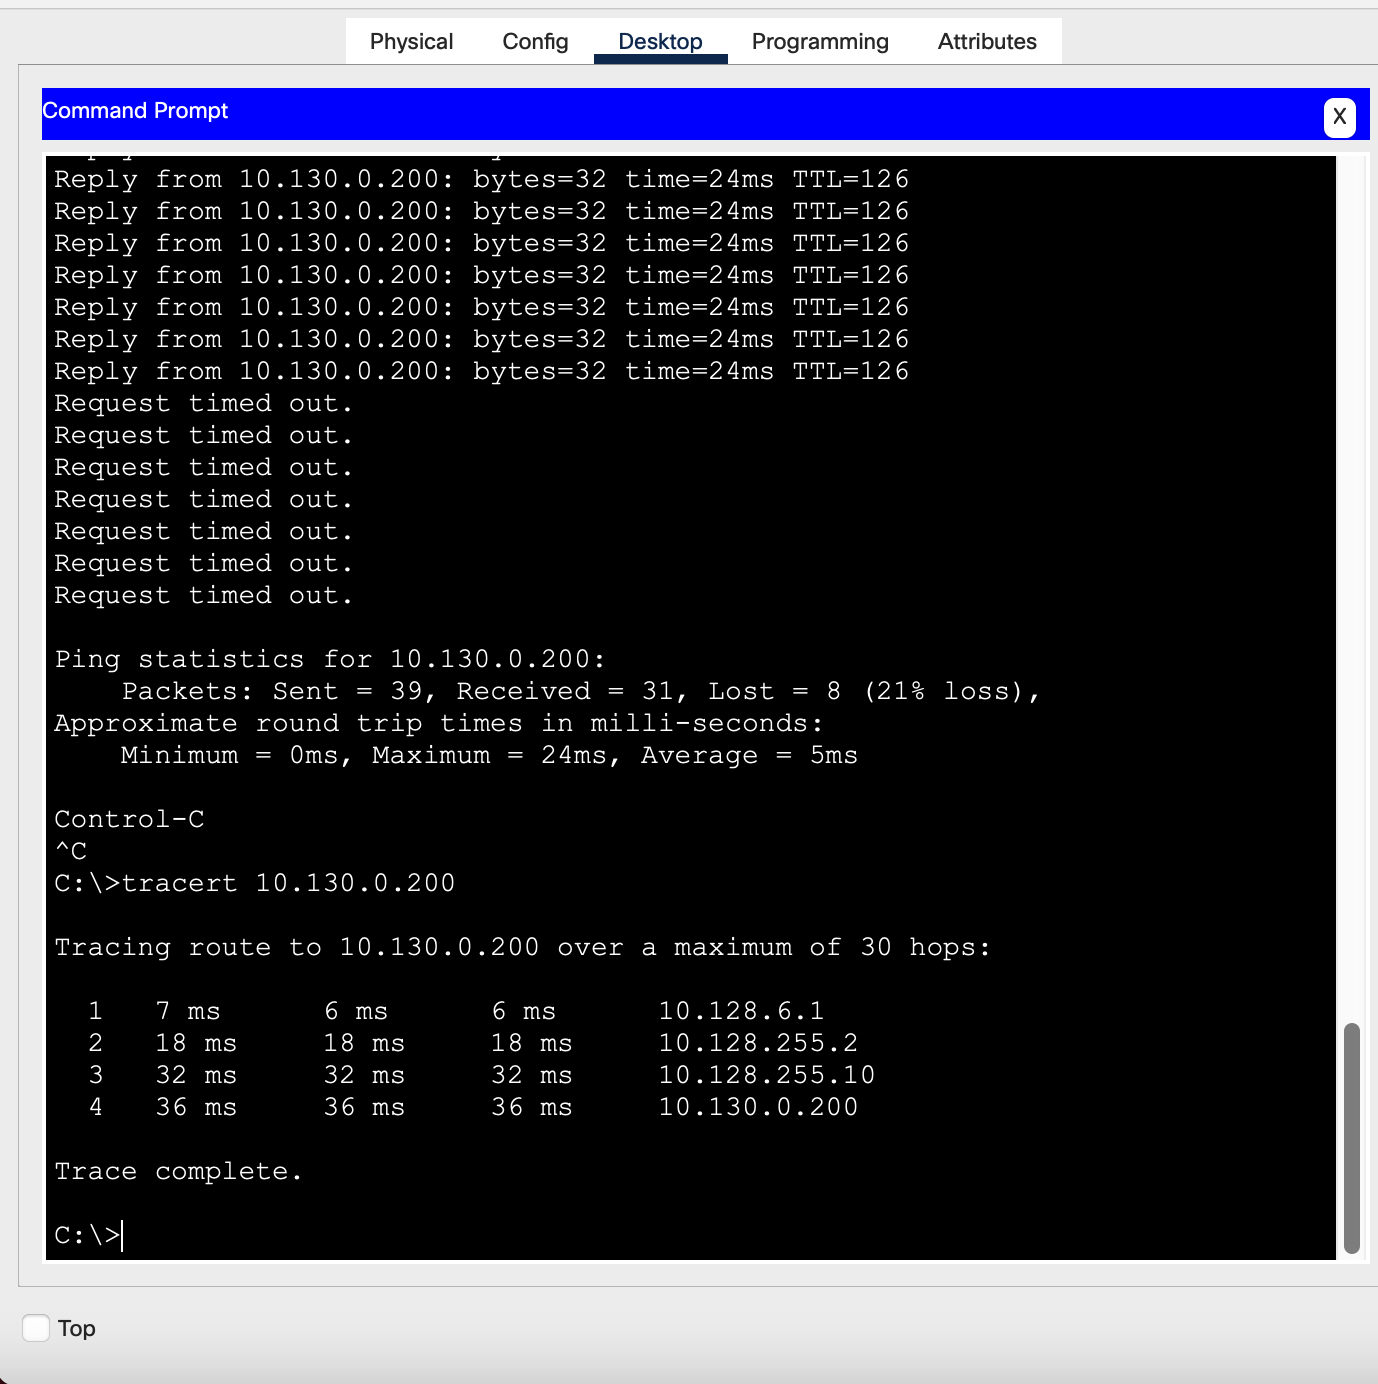 Physical Config Desktop Programming Attributes
Command Prompt
X
Reply from 10.130.0.200: bytes=32 time=24ms TTL=126
Reply from 10.130.0.200: bytes=32 time=24ms TTL=126
Reply from 10.130.0.200: bytes=32 time=24ms TTL=126
Reply from 10.130.0.200: bytes=32 time=24ms TTL=126
Reply from 10.130.0.200: bytes=32 time=24ms TTL=126
Reply from 10.130.0.200: bytes=32 time=24ms TTL=126
Reply from 10.130.0.200: bytes=32 time=24ms TTL=126
Request timed out.
Request timed out.
Request timed out.
Request timed out.
Request timed out.
Request timed out.
Request timed out.
Ping statistics for 10.130.0.200:
Packets: Sent = 39, Received = 31, Lost = 8 (21% loss),
Approximate round trip times in milli-seconds:
Minimum = 0ms, Maximum = 24ms, Average = 5ms
Control-C
^C
C:\>tracert 10.130.0.200
Tracing route to 10.130.0.200 over a maximum of 30 hops:
1 7 ms 6 ms 6 ms 10.128.6.1
2 18 ms 18 ms 18 ms 10.128.255.2
3 32 ms 32 ms 32 ms 10.128.255.10
4 36 ms 36 ms 36 ms 10.130.0.200
Trace complete.
C:\>
Top